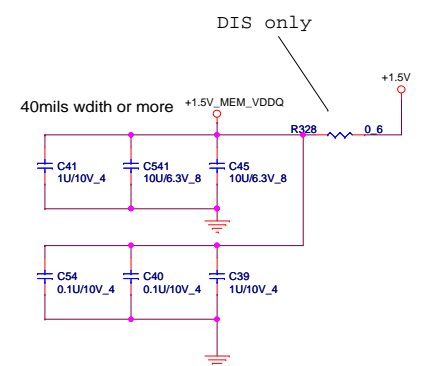 DIS only
+1.5V
40mils wdith or more
+1.5V_MEM_VDDQ
R328
0_6
C41
1U/10V_4
C541
10U/6.3V_8
C45
10U/6.3V_8
C54
0.1U/10V_4
C40
0.1U/10V_4
C39
1U/10V_4